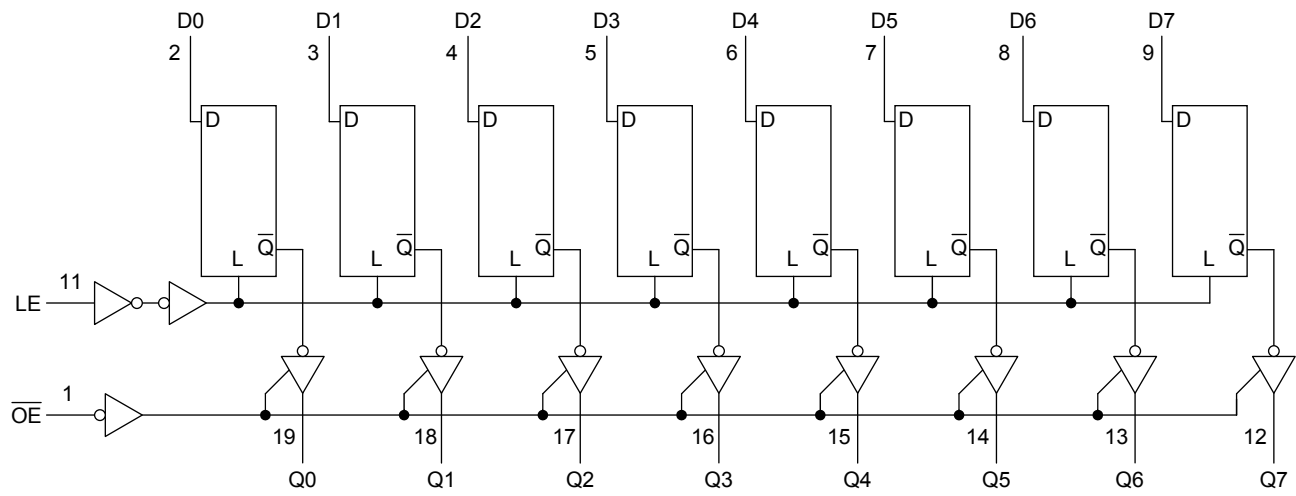 D0 D1 D2 D3 D4 D5 D6 D7
2 3 4 5 6 7 8 9
D D D D D D D D
Q̅ Q̅ Q̅ Q̅ Q̅ Q̅ Q̅ Q̅
L L L L L L L L
11
LE
1
O̅E̅
19 18 17 16 15 14 13 12
Q0 Q1 Q2 Q3 Q4 Q5 Q6 Q7